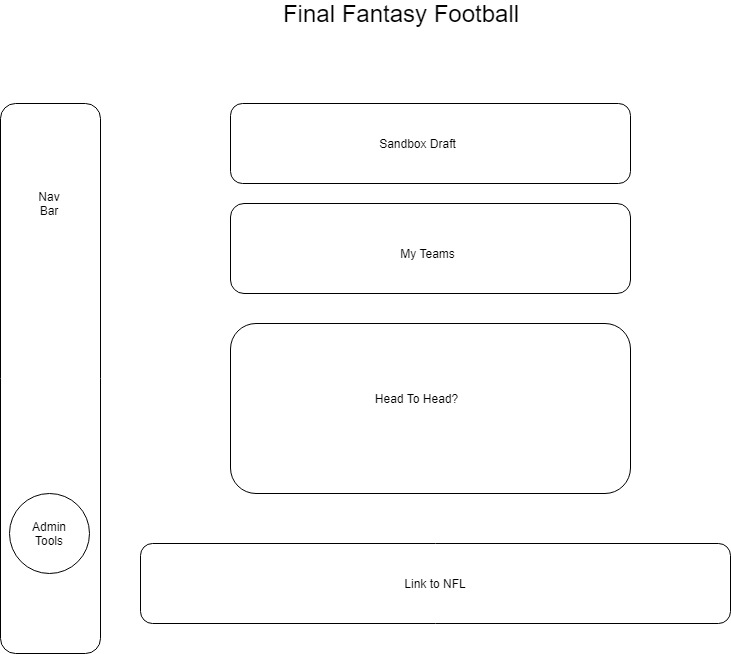 Final Fantasy Football
Sandbox Draft
Nav
Bar
My Teams
Head To Head?
Admin
Tools
Link to NFL